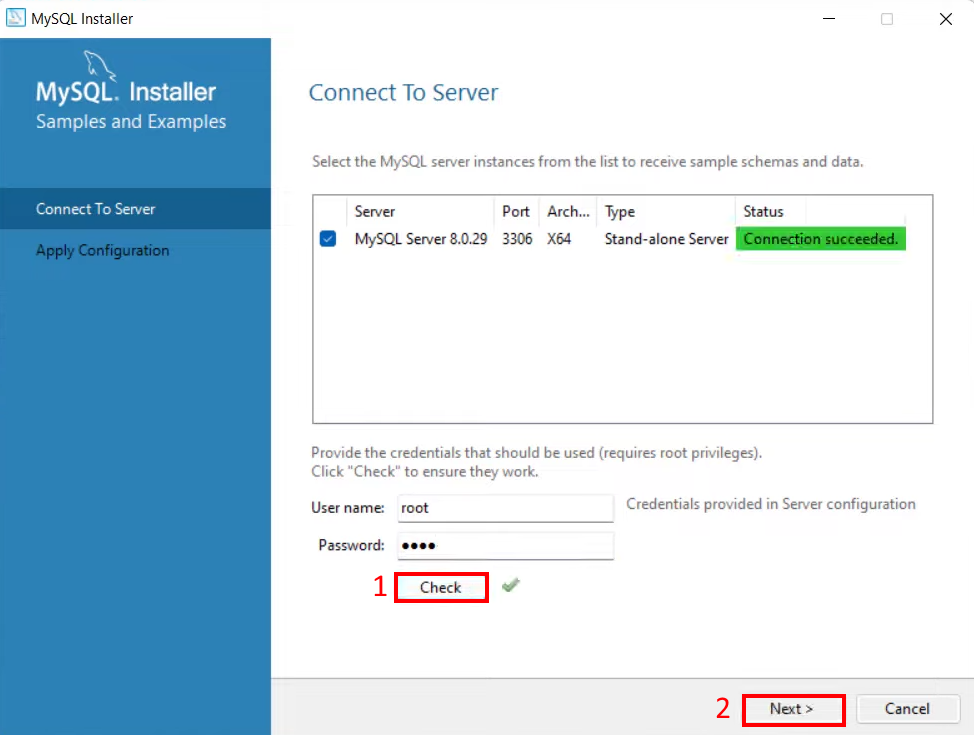 MySQL Installer
MySQL. Installer
Samples and Examples
Connect To Server
Apply Configuration
Connect To Server
Select the MySQL server instances from the list to receive sample schemas and data.
Server Port Arch... Type Status
MySQL Server 8.0.29 3306 X64 Stand-alone Server Connection succeeded.
Provide the credentials that should be used (requires root privileges).
Click "Check" to ensure they work.
User name: root Credentials provided in Server configuration
Password: ●●●●
1 Check
2 Next > Cancel